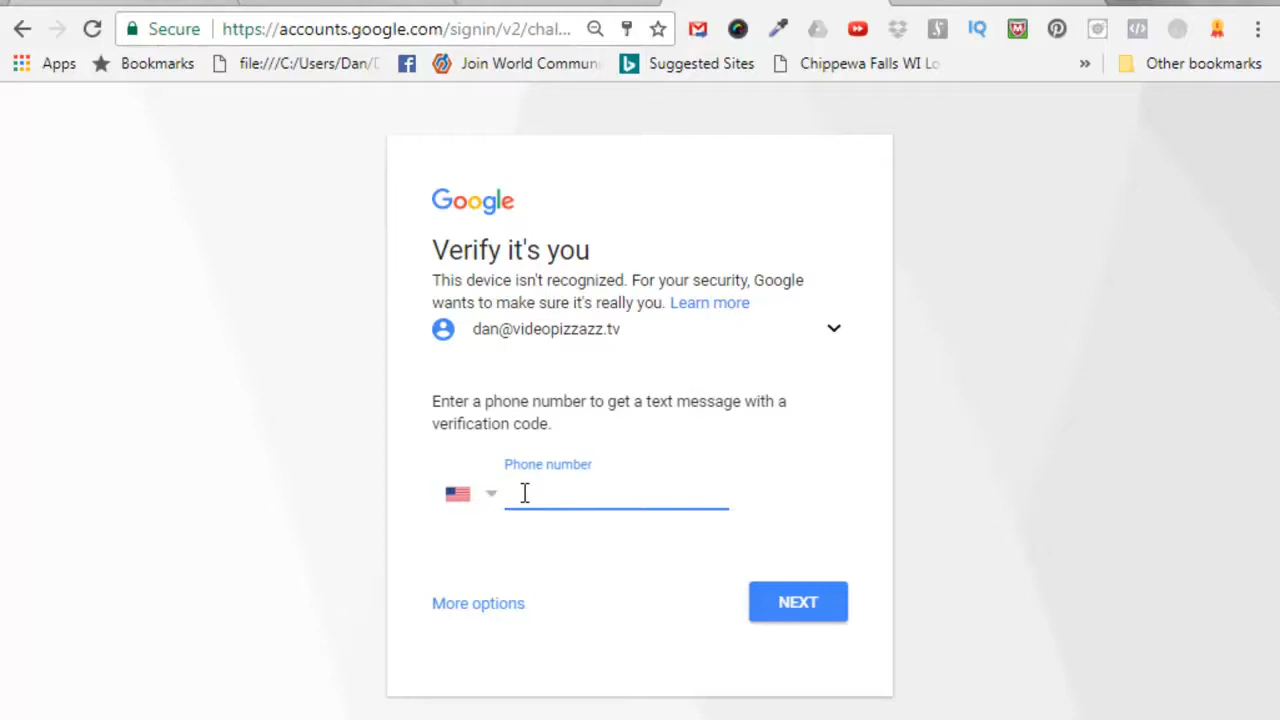 Secure https://accounts.google.com/signin/v2/chal...
Apps Bookmarks file:///C:/Users/Dan/ Join World Commun Suggested Sites Chippewa Falls WI Lo » Other bookmarks
Google
Verify it's you
This device isn't recognized. For your security, Google
wants to make sure it's really you. Learn more
dan@videopizzazz.tv
Enter a phone number to get a text message with a
verification code.
Phone number
More options NEXT